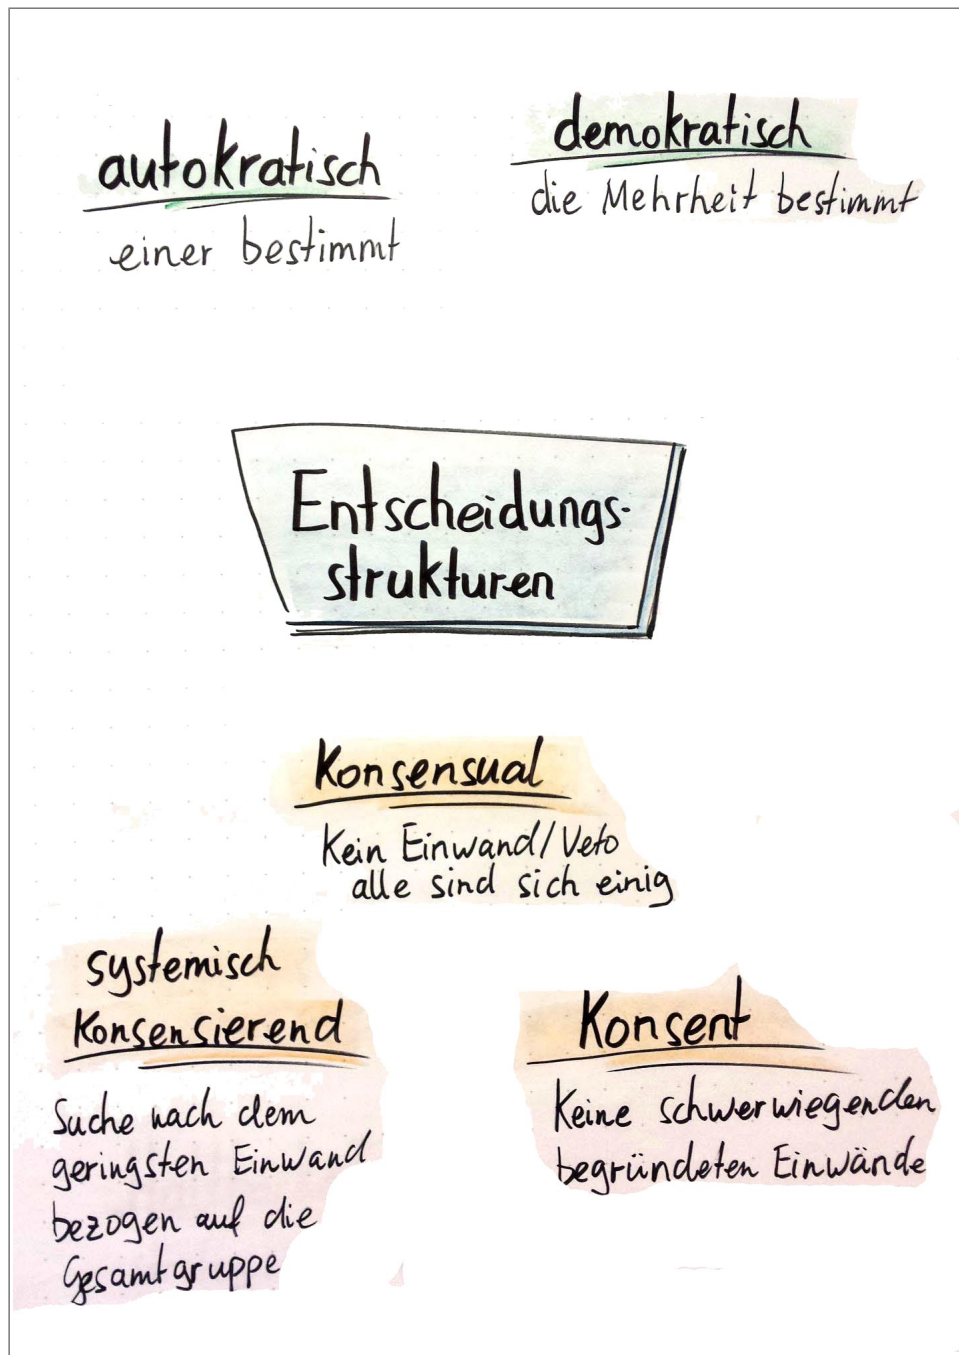 autokratisch
einer bestimmt
demokratisch
die Mehrheit bestimmt
Entscheidungs-
strukturen
Konsensual
Kein Einwand/Veto
alle sind sich einig
systemisch
Konsensierend
Suche nach dem
geringsten Einwand
bezogen auf die
Gesamtgruppe
Konsent
Keine schwerwiegenden
begründeten Einwände